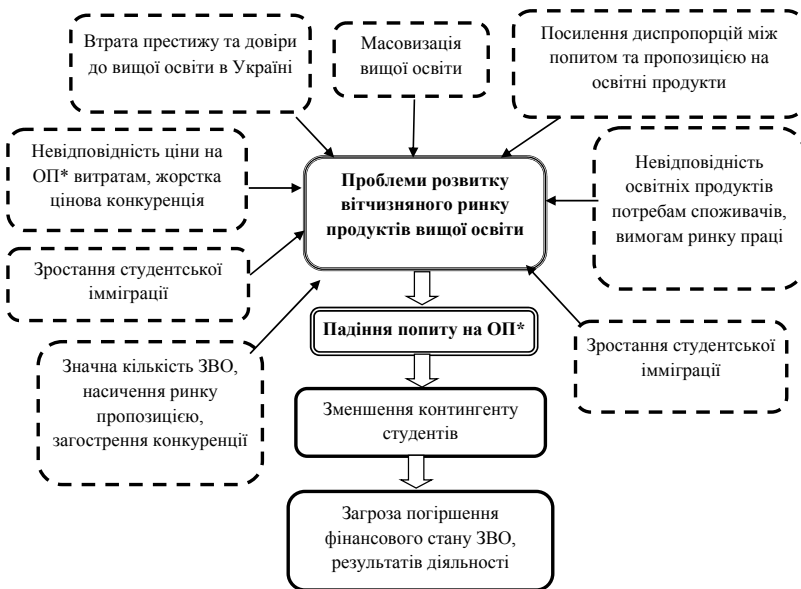 Втрата престижу та довіри
до вищої освіти в Україні
Масовизація
вищої освіти
Посилення диспропорцій між
попитом та пропозицією на
освітні продукти
Невідповідність ціни на
ОП* витратам, жорстка
цінова конкуренція
Проблеми розвитку
вітчизняного ринку
продуктів вищої освіти
Невідповідність
освітніх продуктів
потребам споживачів,
вимогам ринку праці
Зростання студентської
імміграції
Падіння попиту на ОП*
Значна кількість ЗВО,
насичення ринку
пропозицією,
загострення конкуренції
Зростання студентської
імміграції
Зменшення контингенту
студентів
Загроза погіршення
фінансового стану ЗВО,
результатів діяльності